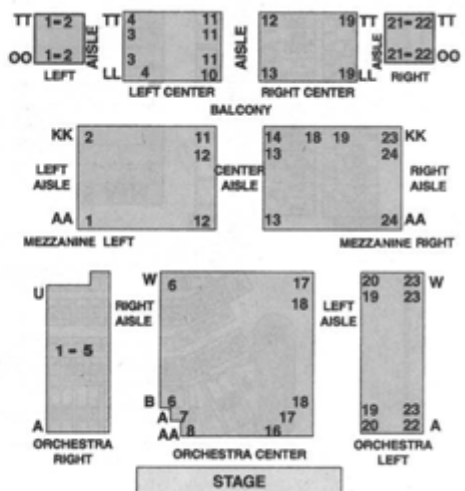 TT 1-2 AISLE TT 4 11 12 19 TT 21-22 TT
3 11 AISLE AISLE
3 11
OO 1-2 LL 4 10 13 19 LL 21-22 OO
LEFT LEFT CENTER RIGHT CENTER RIGHT
BALCONY
KK 2 11 14 18 19 23 KK
12 13 24
LEFT AISLE CENTER AISLE RIGHT AISLE
AA 1 12 13 24 AA
MEZZANINE LEFT MEZZANINE RIGHT
U W 6 17 20 23 W
RIGHT AISLE 18 LEFT AISLE 19 23
1-5
B 6 18 19 23
A A 7 17 20 22 A
AA 8 16
ORCHESTRA RIGHT ORCHESTRA CENTER ORCHESTRA LEFT
STAGE